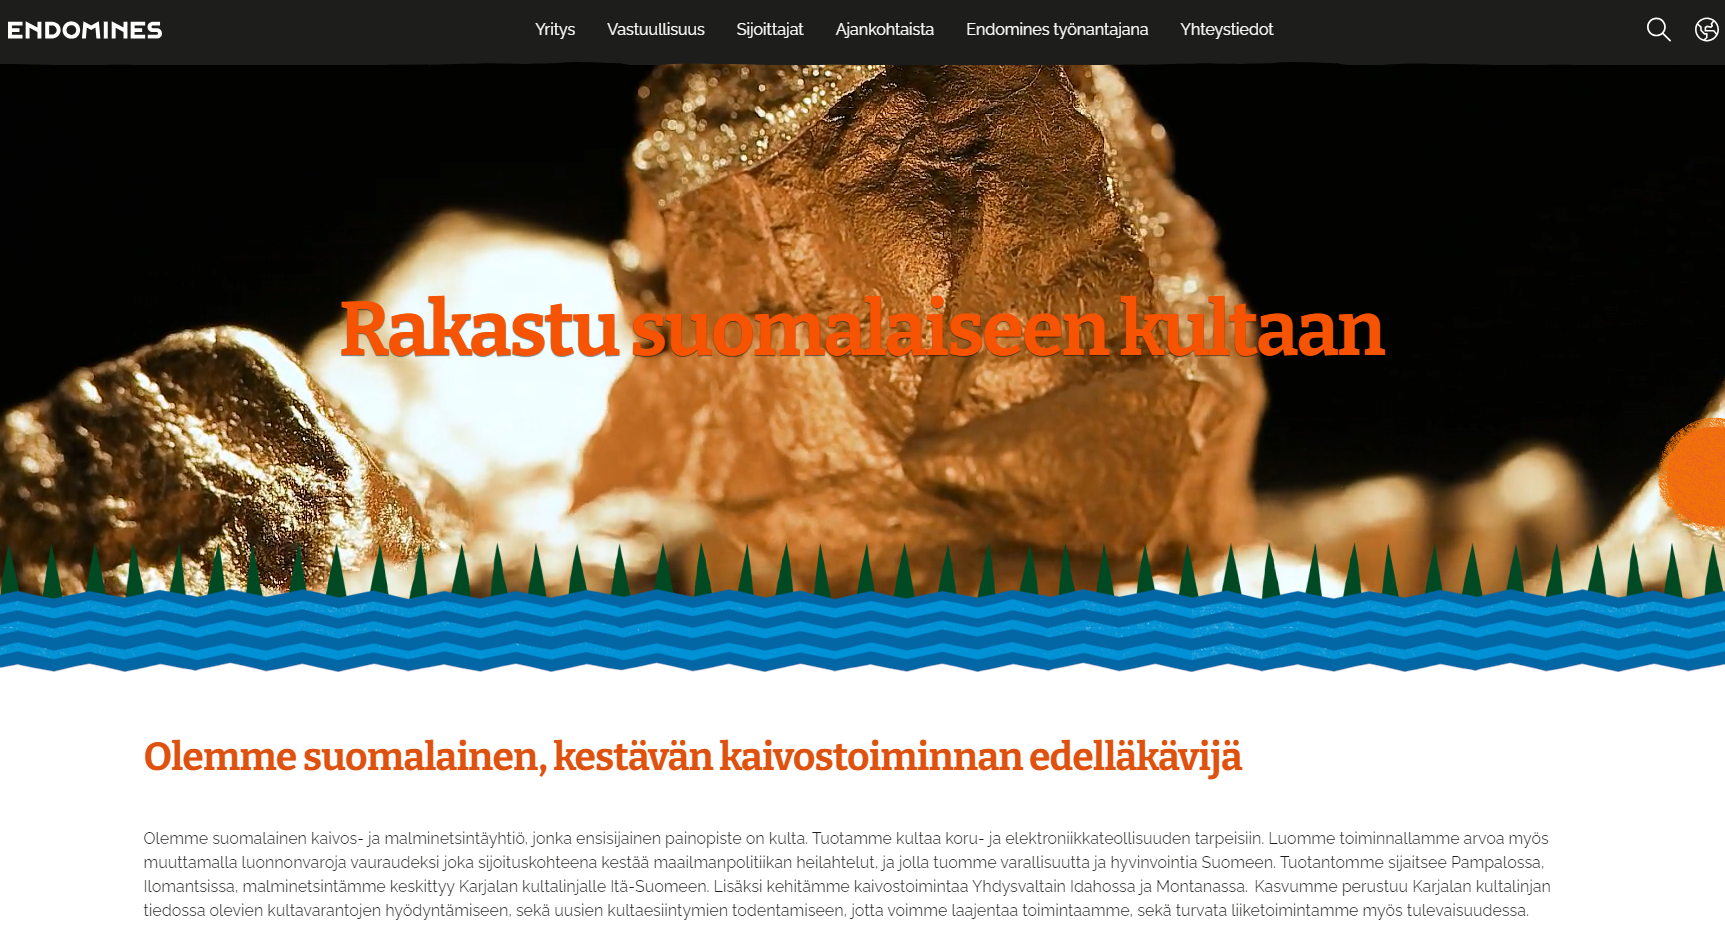 ENDOMINES
Yritys Vastuullisuus Sijoittajat Ajankohtaista Endomines työnantajana Yhteystiedot
Rakastu suomalaiseen kultaan
Olemme suomalainen, kestävän kaivostoiminnan edelläkävijä
Olemme suomalainen kaivos- ja malminetsintäyhtiö, jonka ensisijainen painopiste on kulta. Tuotamme kultaa koru- ja elektroniikkateollisuuden tarpeisiin. Luomme toiminnallamme arvoa myös
muuttamalla luonnonvaroja vauraudeksi joka sijoituskohteena kestää maailmanpolitiikan heilahtelut, ja jolla tuomme varallisuutta ja hyvinvointia Suomeen. Tuotantomme sijaitsee Pampalossa,
Ilomantsissa, malminetsintämme keskittyy Karjalan kultalinjalle Itä-Suomeen. Lisäksi kehitämme kaivostoimintaa Yhdysvaltain Idahossa ja Montanassa. Kasvumme perustuu Karjalan kultalinjan
tiedossa olevien kultavarantojen hyödyntämiseen, sekä uusien kultaesiintymien todentamiseen, jotta voimme laajentaa toimintaamme, sekä turvata liiketoimintamme myös tulevaisuudessa.